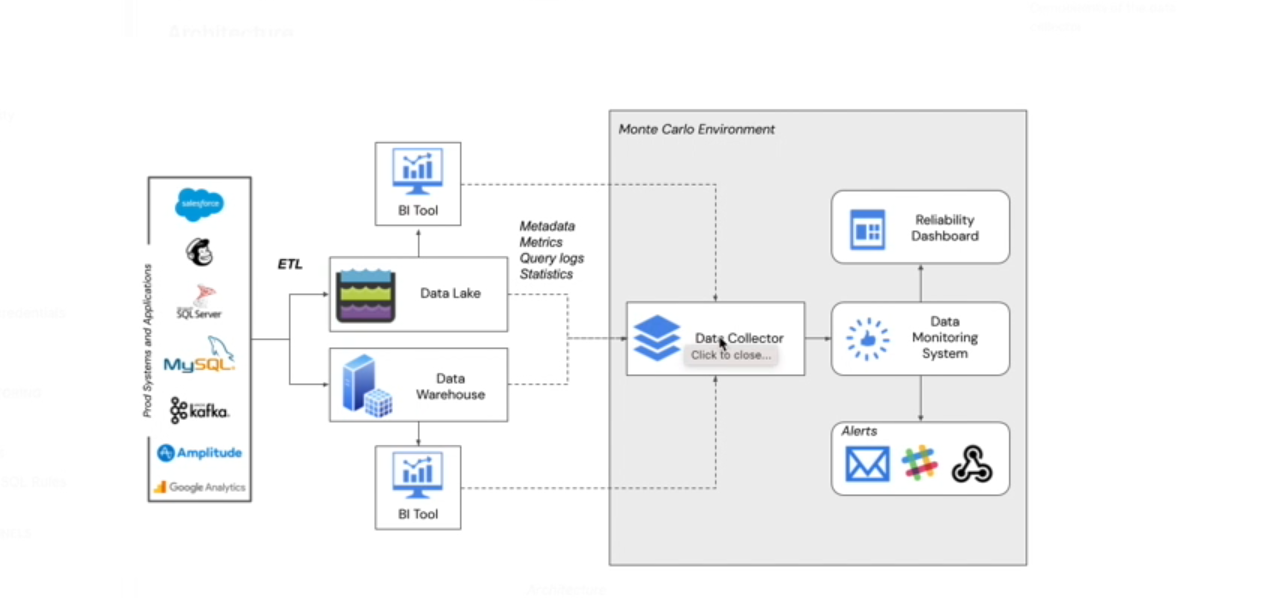 Architecture
Monte Carlo Environment
salesforce
SQL Server
MySQL
kafka
Amplitude
Google Analytics
Prod Systems and Applications
ETL
BI Tool
Data Lake
Data
Warehouse
BI Tool
Metadata
Metrics
Query logs
Statistics
Data Collector
Click to close...
Reliability
Dashboard
Data
Monitoring
System
Alerts